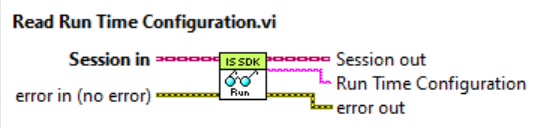 Read Run Time Configuration.vi
Session in
IS SDK
Session out
Run Time Configuration
error in (no error)
Run
error out